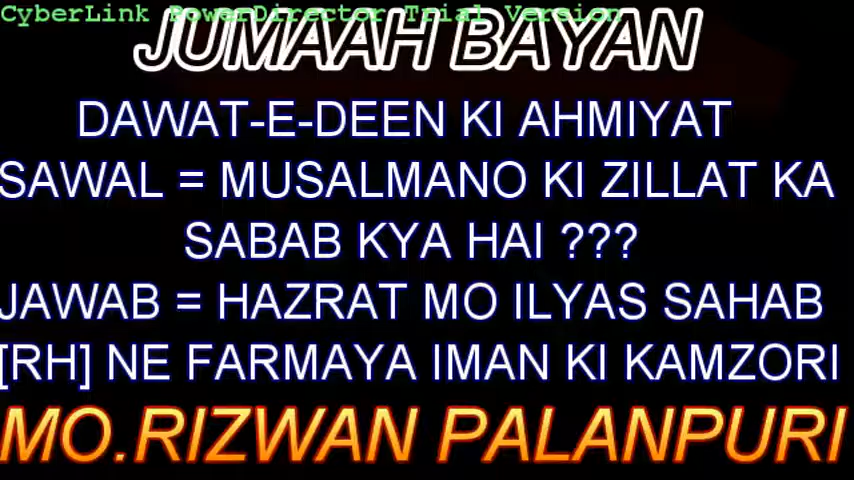 CyberLink PowerDirector Trial Version
JUMAAH BAYAN
DAWAT-E-DEEN KI AHMIYAT
SAWAL = MUSALMANO KI ZILLAT KA
SABAB KYA HAI ???
JAWAB = HAZRAT MO ILYAS SAHAB
[RH] NE FARMAYA IMAN KI KAMZORI
MO.RIZWAN PALANPURI